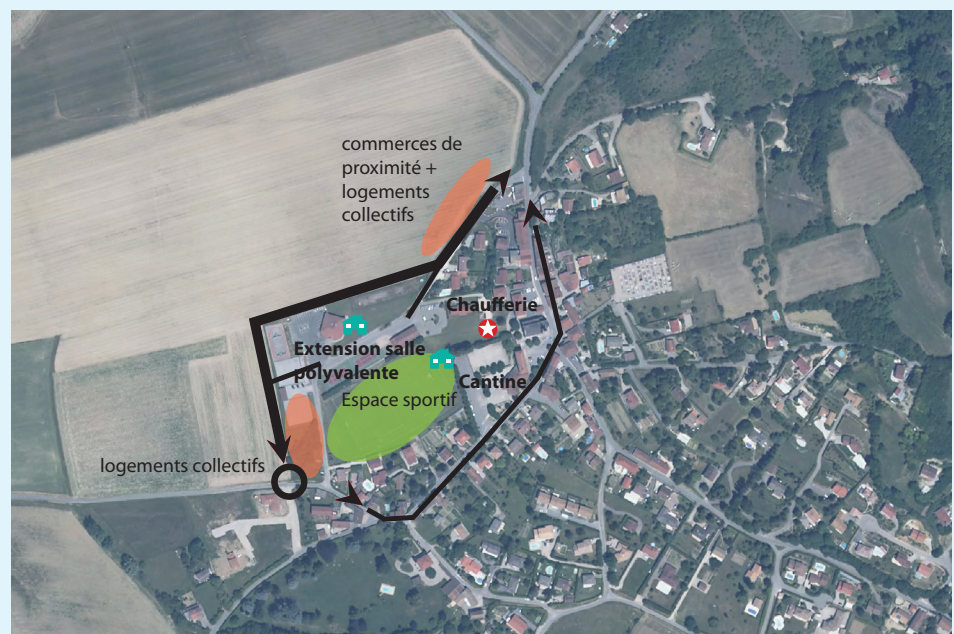 commerces de
proximité +
logements
collectifs
Chaufferie
Extension salle
polyvalente
Cantine
Espace sportif
logements collectifs